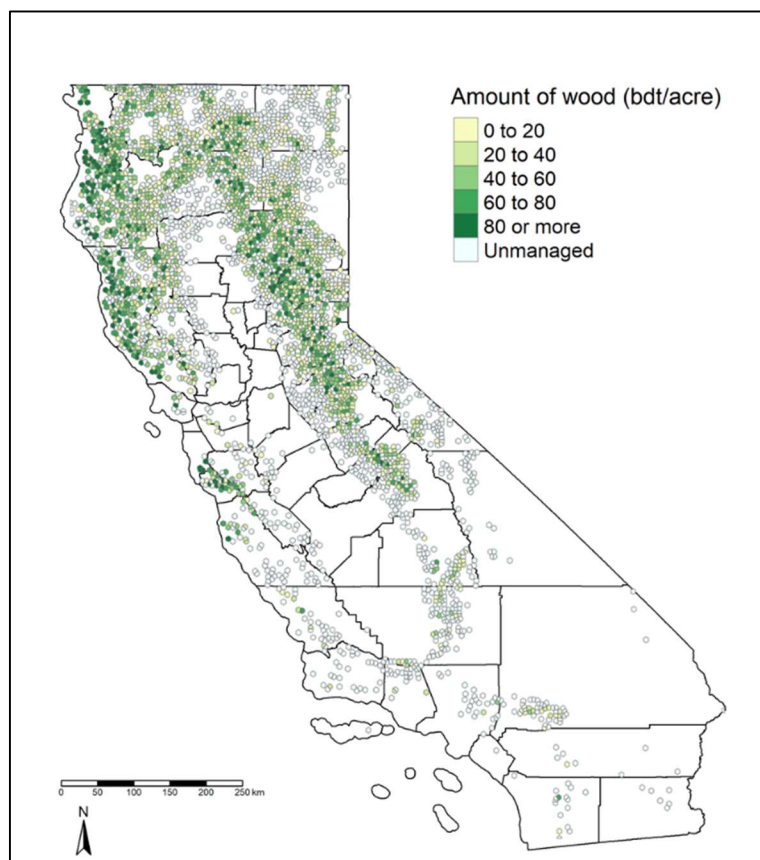 Amount of wood (bdt/acre)
0 to 20
20 to 40
40 to 60
60 to 80
80 or more
Unmanaged
0 50 100 150 200 250 km
N